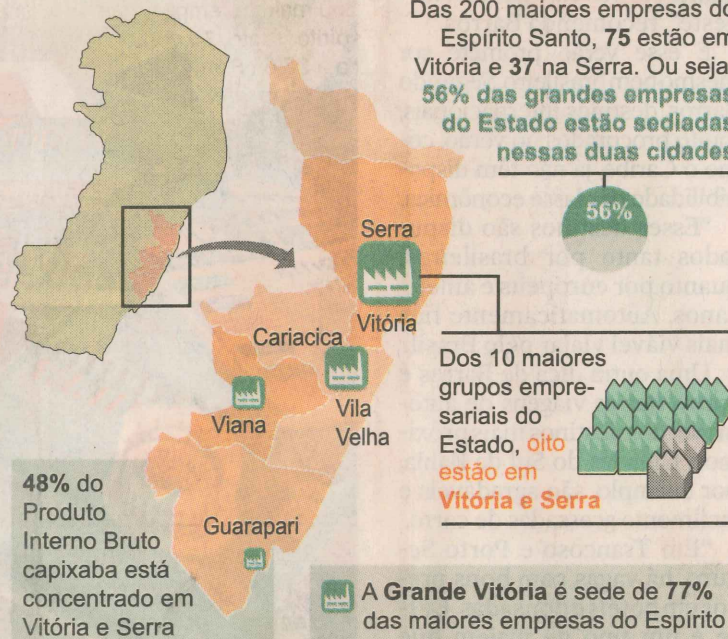 Das 200 maiores empresas do
Espírito Santo, 75 estão em
Vitória e 37 na Serra. Ou seja,
56% das grandes empresas
do Estado estão sediadas
nessas duas cidades
56%
Serra
Vitória
Cariacica
Vila
Velha
Viana
Guarapari
Dos 10 maiores
grupos empre-
sariais do
Estado, oito
estão em
Vitória e Serra
48% do
Produto
Interno Bruto
capixaba está
concentrado em
Vitória e Serra
A Grande Vitória é sede de 77%
das maiores empresas do Espírito